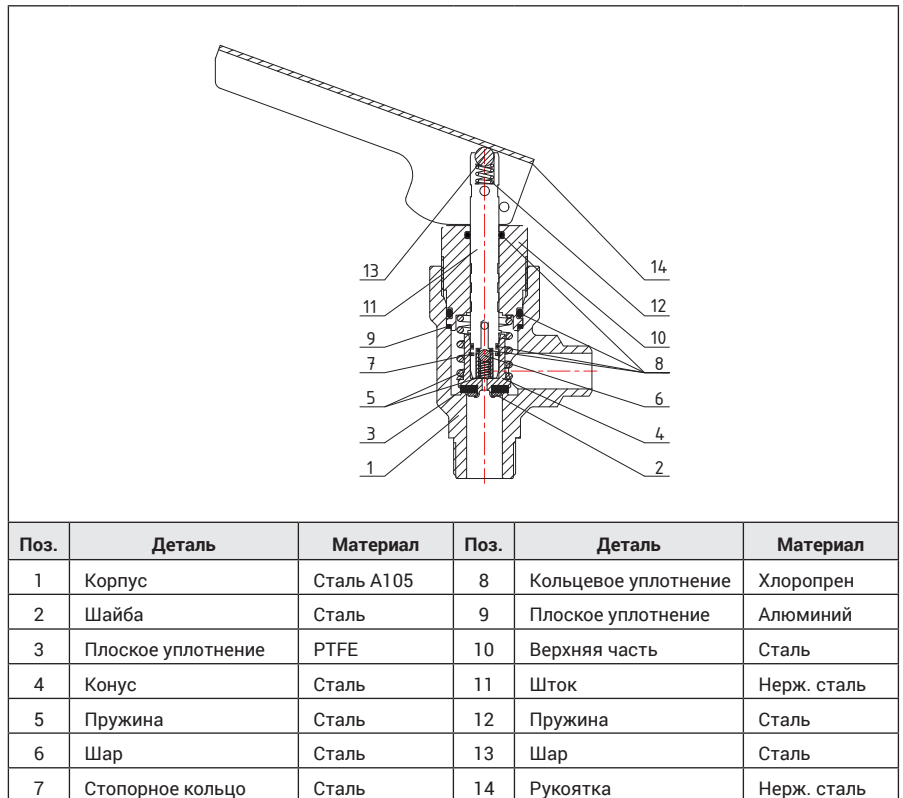 13
14
11
12
9
10
7
8
5
6
3
4
1
2
Поз. Деталь Материал Поз. Деталь Материал
1 Корпус Сталь A105 8 Кольцевое уплотнение Хлоропрен
2 Шайба Сталь 9 Плоское уплотнение Алюминий
3 Плоское уплотнение PTFE 10 Верхняя часть Сталь
4 Конус Сталь 11 Шток Нерж. сталь
5 Пружина Сталь 12 Пружина Сталь
6 Шар Сталь 13 Шар Сталь
7 Стопорное кольцо Сталь 14 Рукоятка Нерж. сталь